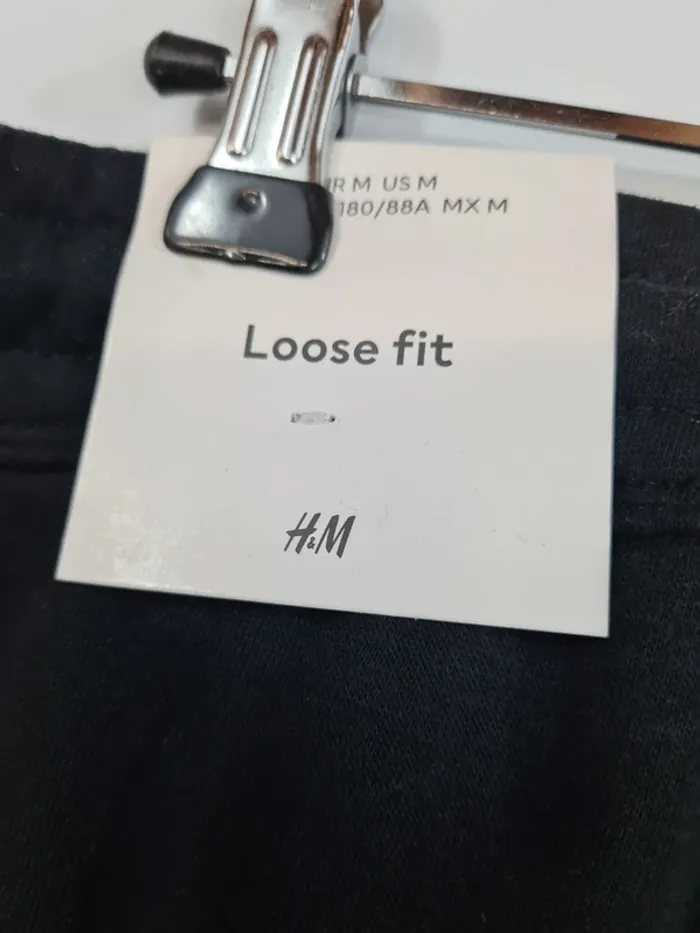 US M
180/88A MX M
Loose fit
H&M